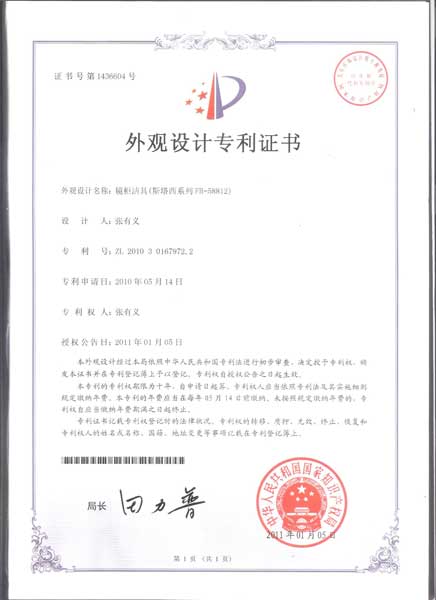 证书号第1436604号
外观设计专利证书
外观设计名称：镜柜洁具(斯塔西系列FR-58812)
设 计 人：张有义
专 利 号：ZL 2010 3 0167972.2
专利申请日：2010年05月14日
专 利 权 人：张有义
授权公告日：2011年01月05日
本外观设计经过本局依照中华人民共和国专利法进行初步审查，决定授予专利权，颁
发本证书并在专利登记簿上予以登记。专利权自授权公告之日起生效。
本专利的专利权期限为十年，自申请日起算。专利权人应当依照专利法及其实施细则
规定缴纳年费。本专利的年费应当在每年05月14日前缴纳。未按照规定缴纳年费的，专利
权自应当缴纳年费期满之日起终止。
专利证书记载专利权登记时的法律状况。专利权的转移、质押、无效、终止、恢复和
专利权人的姓名或名称、国籍、地址变更等事项记载在专利登记簿上。
局长 田力普
中华人民共和国国家知识产权局
2011年01月05日
第1页（共1页）